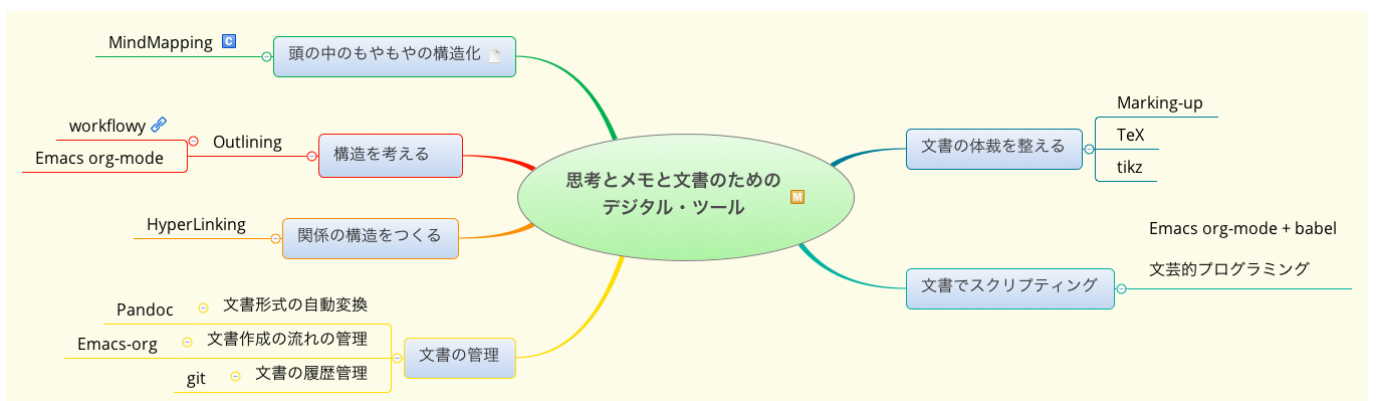 思考とメモと文書のための
デジタル・ツール
M
頭の中のもやもやの構造化
MindMapping
C
構造を考える
Outlining
workflowy
Emacs org-mode
関係の構造をつくる
HyperLinking
文書の管理
文書形式の自動変換
Pandoc
文書作成の流れの管理
Emacs-org
文書の履歴管理
git
文書の体裁を整える
Marking-up
TeX
tikz
文書でスクリプティング
Emacs org-mode + babel
文芸的プログラミング